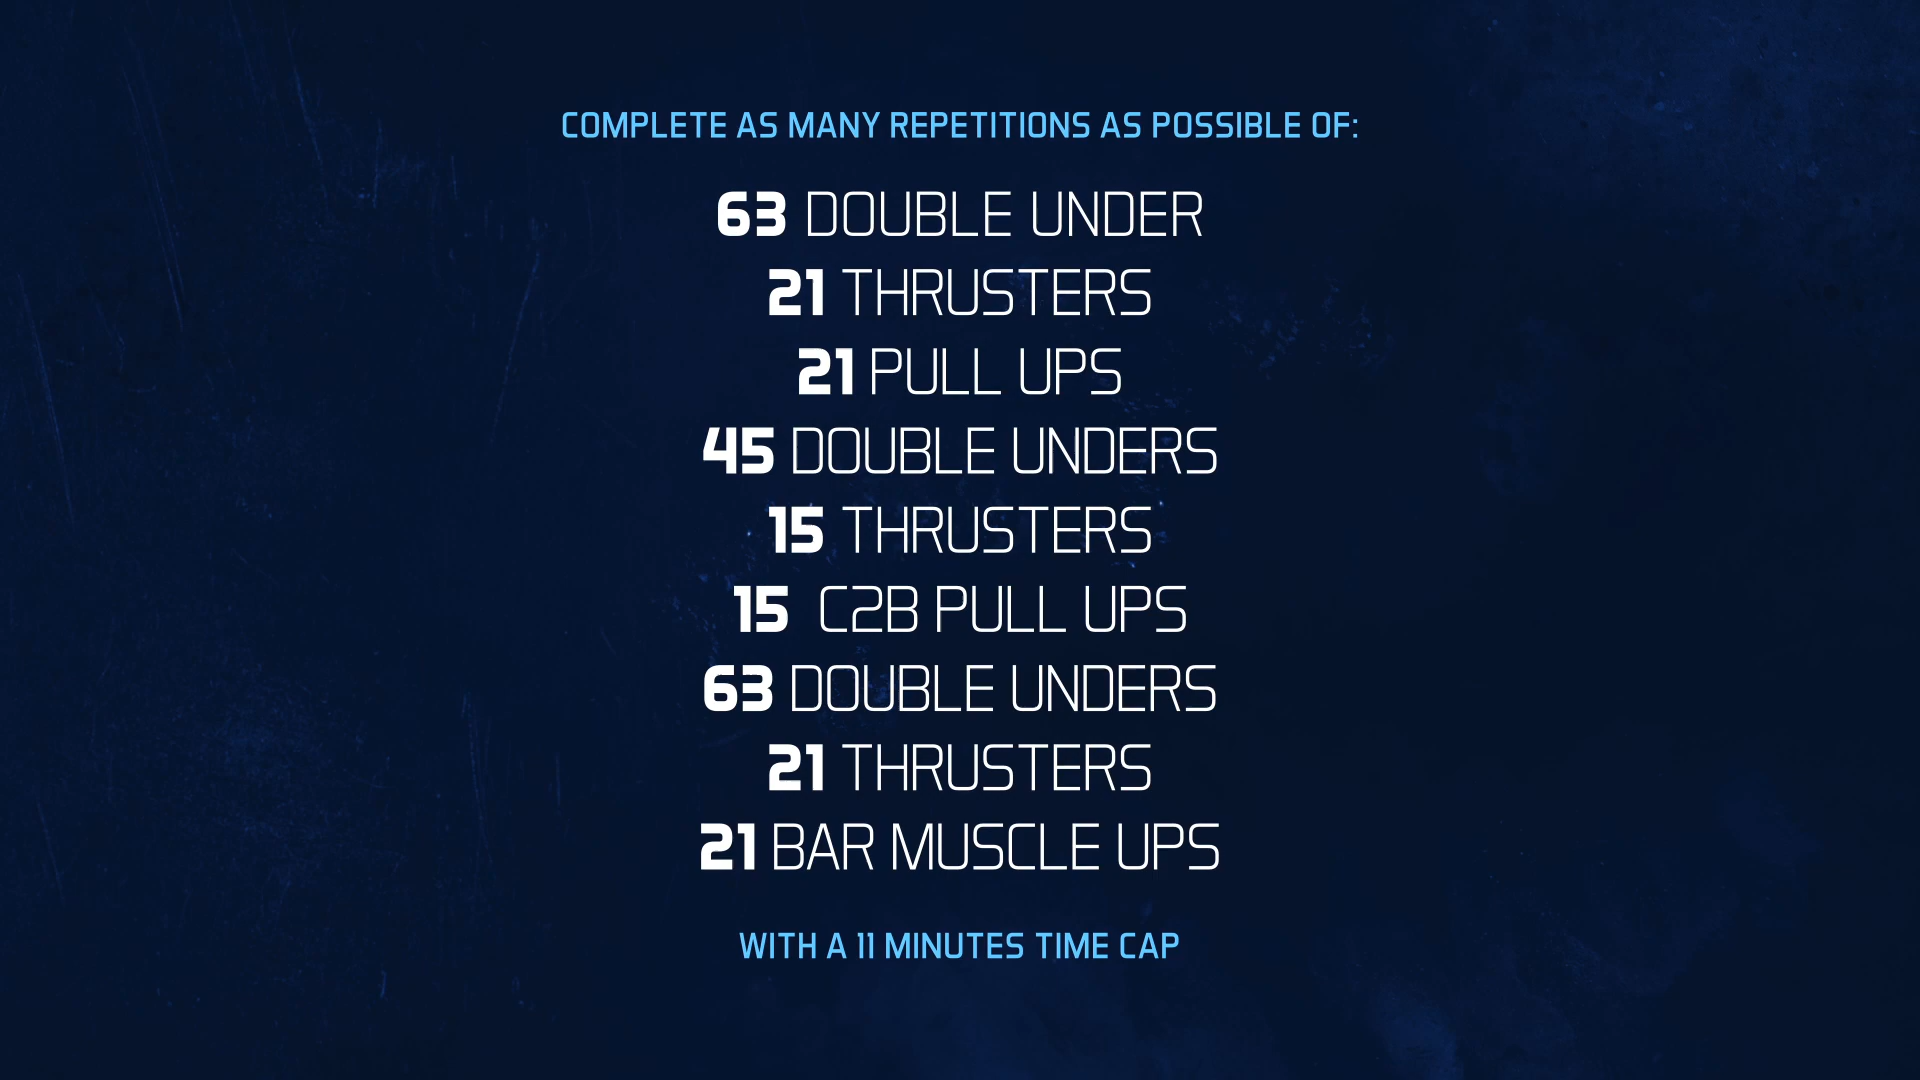 COMPLETE AS MANY REPETITIONS AS POSSIBLE OF:
63 DOUBLE UNDER
21 THRUSTERS
21 PULL UPS
45 DOUBLE UNDERS
15 THRUSTERS
15 C2B PULL UPS
63 DOUBLE UNDERS
21 THRUSTERS
21 BAR MUSCLE UPS
WITH A 11 MINUTES TIME CAP